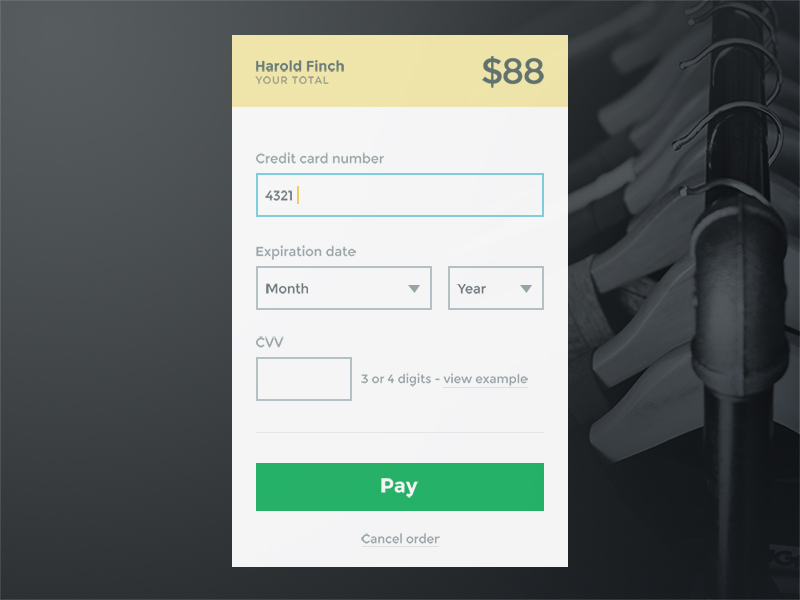 Harold Finch
YOUR TOTAL
$88
Credit card number
4321
Expiration date
Month
Year
CVV
3 or 4 digits - view example
Pay
Cancel order